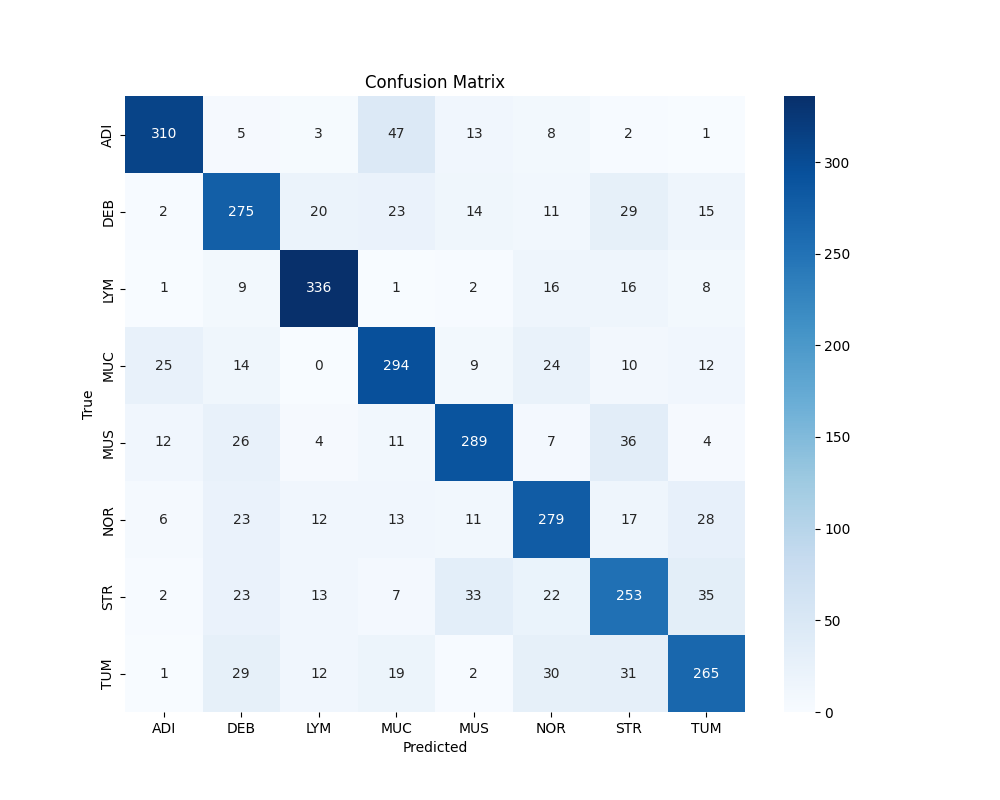 Confusion Matrix
ADI 310 5 3 47 13 8 2 1
DEB 2 275 20 23 14 11 29 15
LYM 1 9 336 1 2 16 16 8
MUC 25 14 0 294 9 24 10 12
MUS 12 26 4 11 289 7 36 4
NOR 6 23 12 13 11 279 17 28
STR 2 23 13 7 33 22 253 35
TUM 1 29 12 19 2 30 31 265
ADI DEB LYM MUC MUS NOR STR TUM
Predicted
True
300
250
200
150
100
50
0